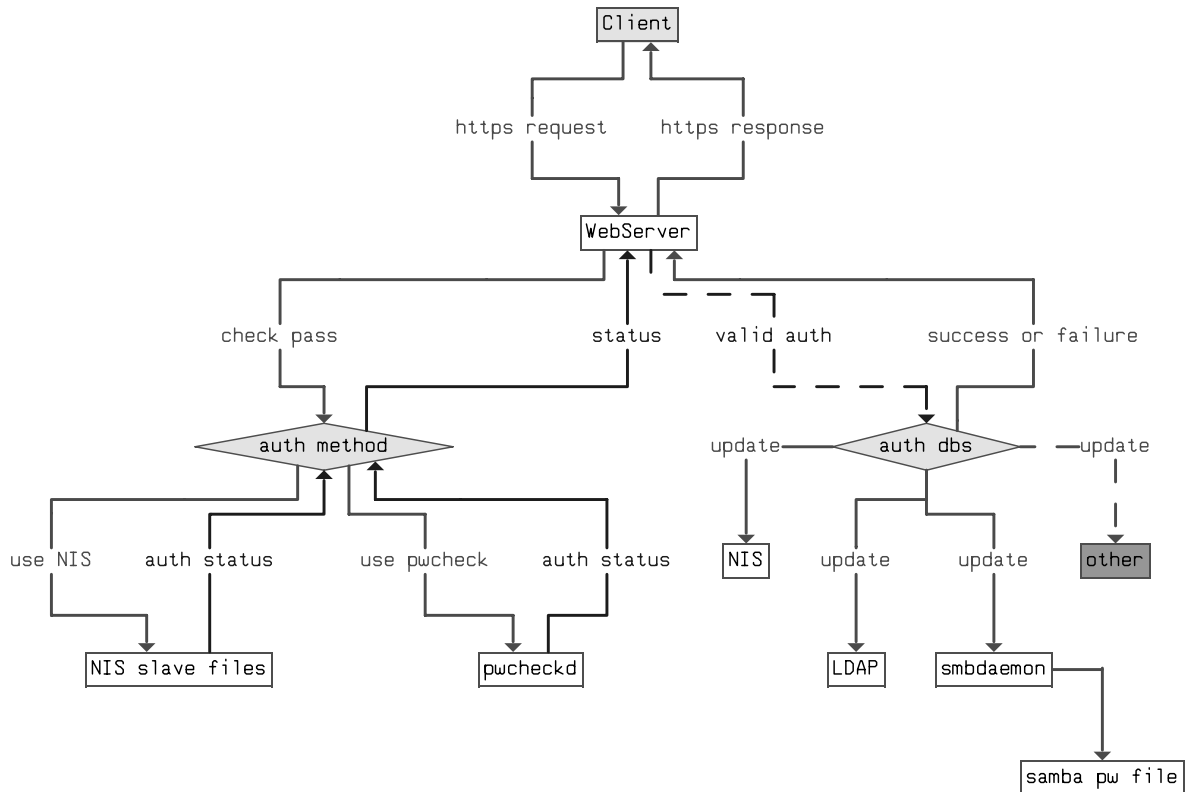 Client
https request
https response
WebServer
check pass
status
valid auth
success or failure
auth method
update
auth dbs
update
use NIS
auth status
use pwcheck
auth status
NIS
update
update
other
NIS slave files
pwcheckd
LDAP
smbdaemon
samba pw file